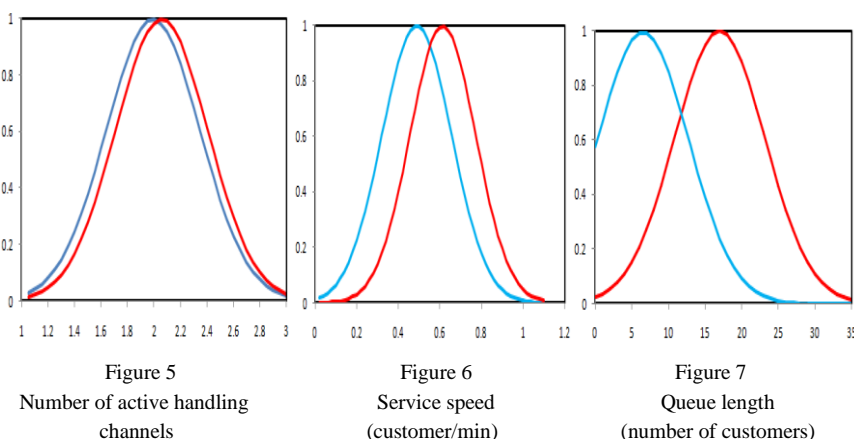 1
0.8
0.6
0.4
0.2
0
1 1.2 1.4 1.6 1.8 2 2.2 2.4 2.6 2.8 3
1
0.8
0.6
0.4
0.2
0
0 0.2 0.4 0.6 0.8 1 1.2
1
0.8
0.6
0.4
0.2
0
0 5 10 15 20 25 30 35
Figure 5
Number of active handling
channels
Figure 6
Service speed
(customer/min)
Figure 7
Queue length
(number of customers)